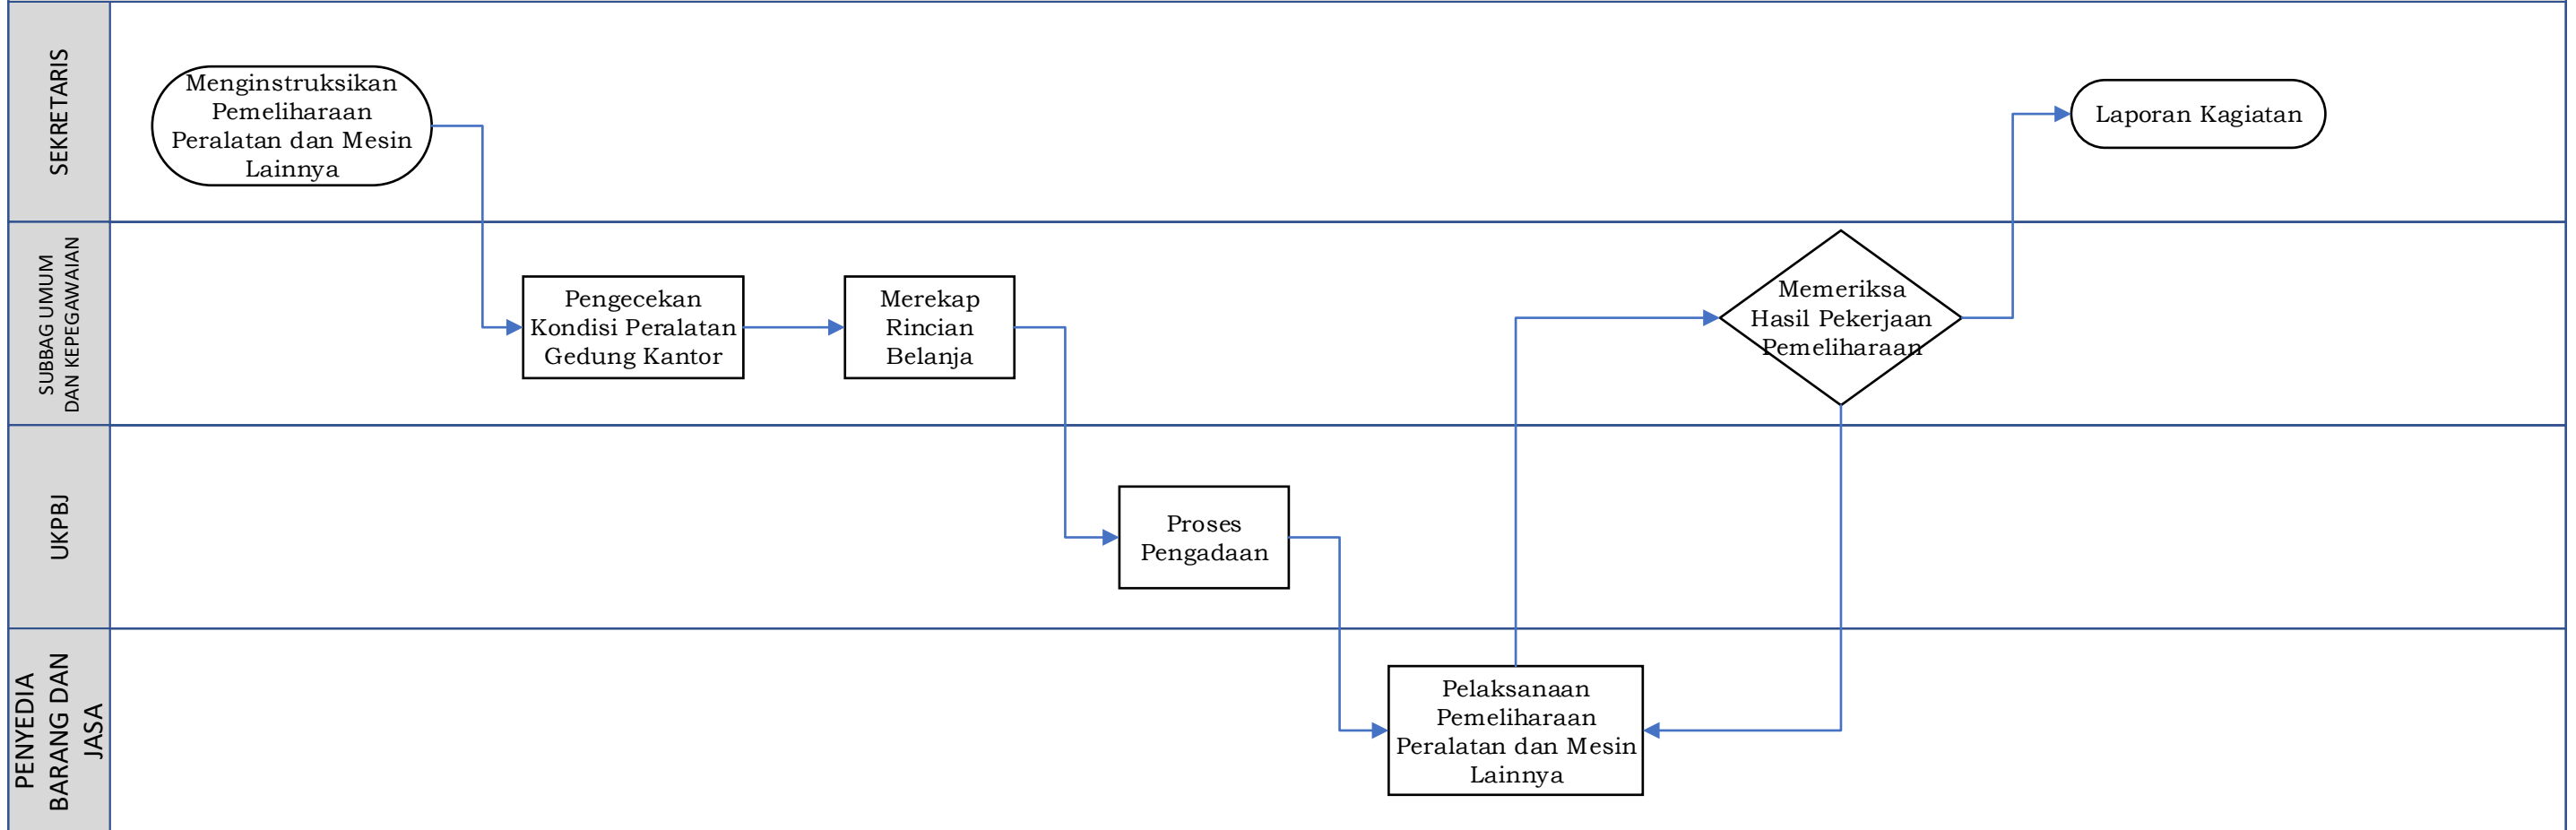 SEKRETARIS
Menginstruksikan
Pemeliharaan
Peralatan dan Mesin
Lainnya
Laporan Kagiatan
SUBBAG UMUM
DAN KEPEGAWAIAN
Pengecekan
Kondisi Peralatan
Gedung Kantor
Merekap
Rincian
Belanja
Memeriksa
Hasil Pekerjaan
Pemeliharaan
UKPBJ
Proses
Pengadaan
PENYEDIA
BARANG DAN
JASA
Pelaksanaan
Pemeliharaan
Peralatan dan Mesin
Lainnya